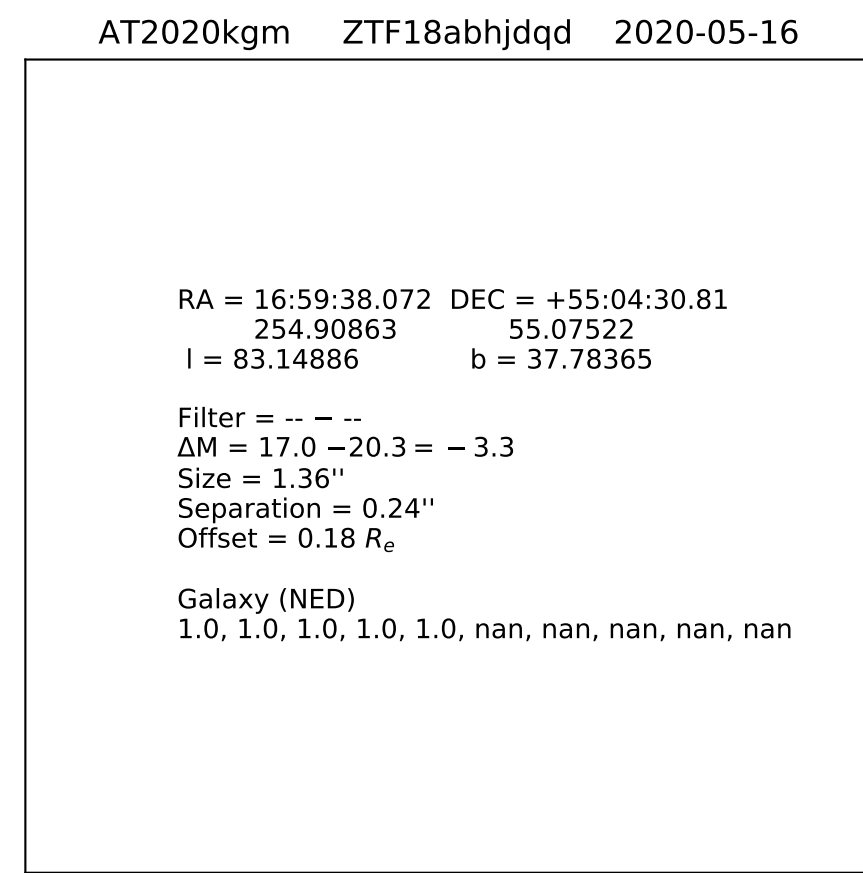 AT2020kgm ZTF18abhjdqd 2020-05-16
RA = 16:59:38.072 DEC = +55:04:30.81
254.90863 55.07522
l = 83.14886 b = 37.78365
Filter = -- − --
ΔM = 17.0 −20.3 = − 3.3
Size = 1.36''
Separation = 0.24''
Offset = 0.18 Re
Galaxy (NED)
1.0, 1.0, 1.0, 1.0, 1.0, nan, nan, nan, nan, nan